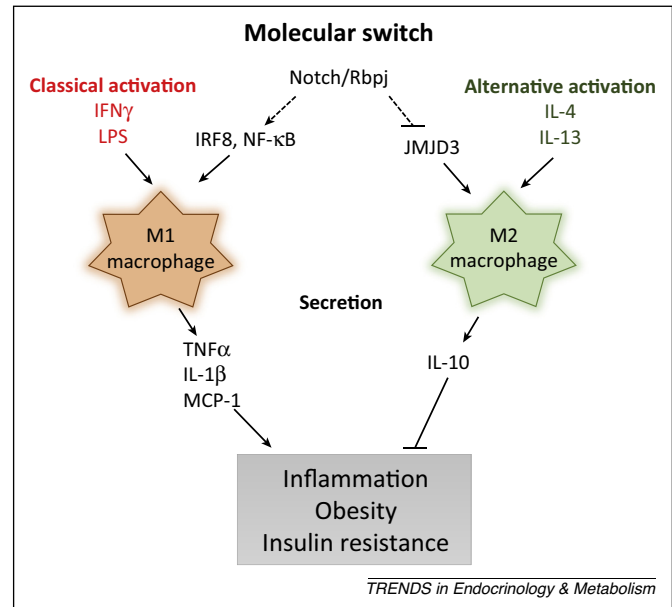 Molecular switch
Notch/Rbpj
Classical activation
IFNγ
LPS
IRF8, NF-κB
JMJD3
Alternative activation
IL-4
IL-13
M1
macrophage
M2
macrophage
Secretion
TNFα
IL-1β
MCP-1
IL-10
Inflammation
Obesity
Insulin resistance
TRENDS in Endocrinology & Metabolism